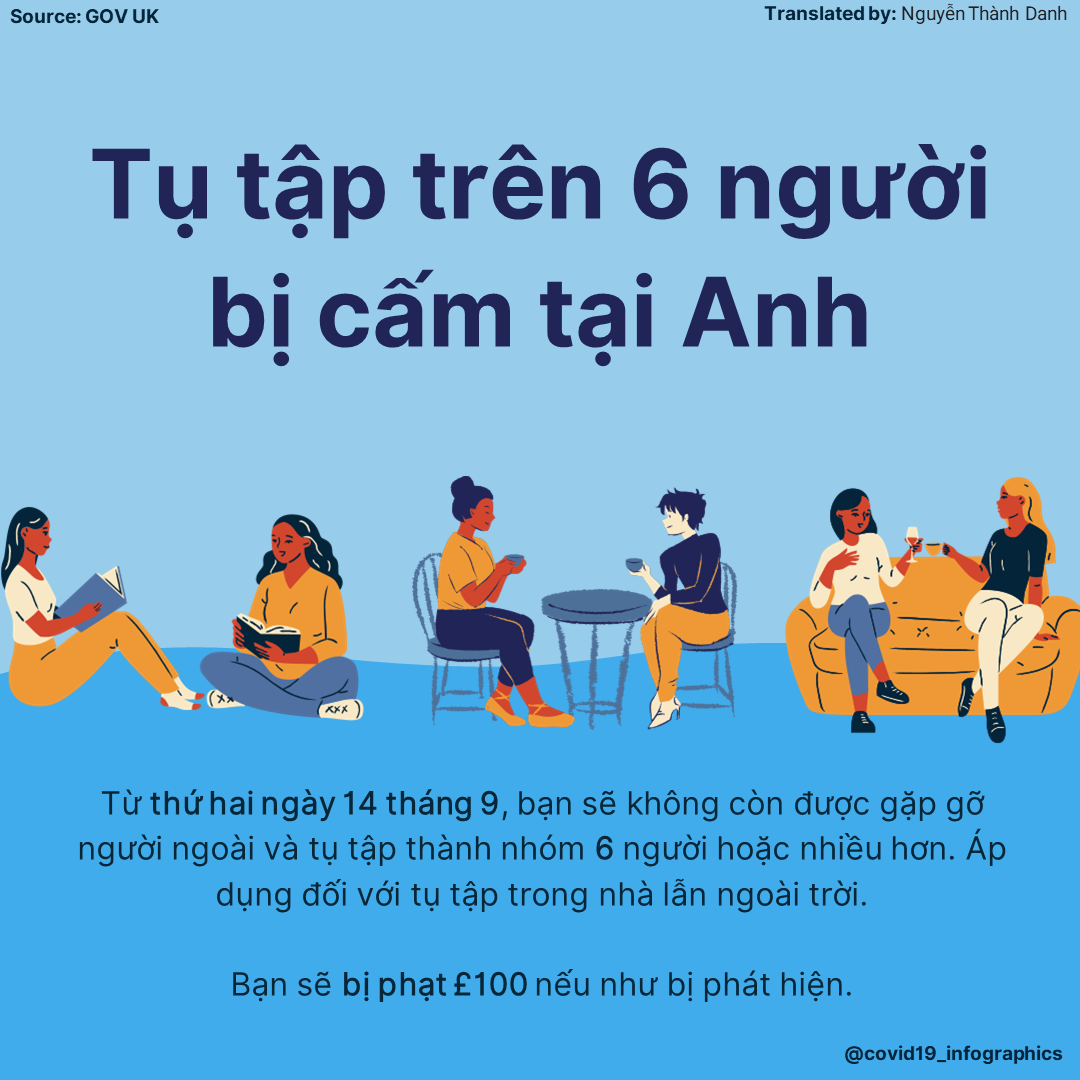 Source: GOV UK
Translated by: Nguyễn Thành Danh
Tụ tập trên 6 người
bị cấm tại Anh
Từ thứ hai ngày 14 tháng 9, bạn sẽ không còn được gặp gỡ
người ngoài và tụ tập thành nhóm 6 người hoặc nhiều hơn. Áp
dụng đối với tụ tập trong nhà lẫn ngoài trời.
Bạn sẽ bị phạt £100 nếu như bị phát hiện.
@covid19_infographics